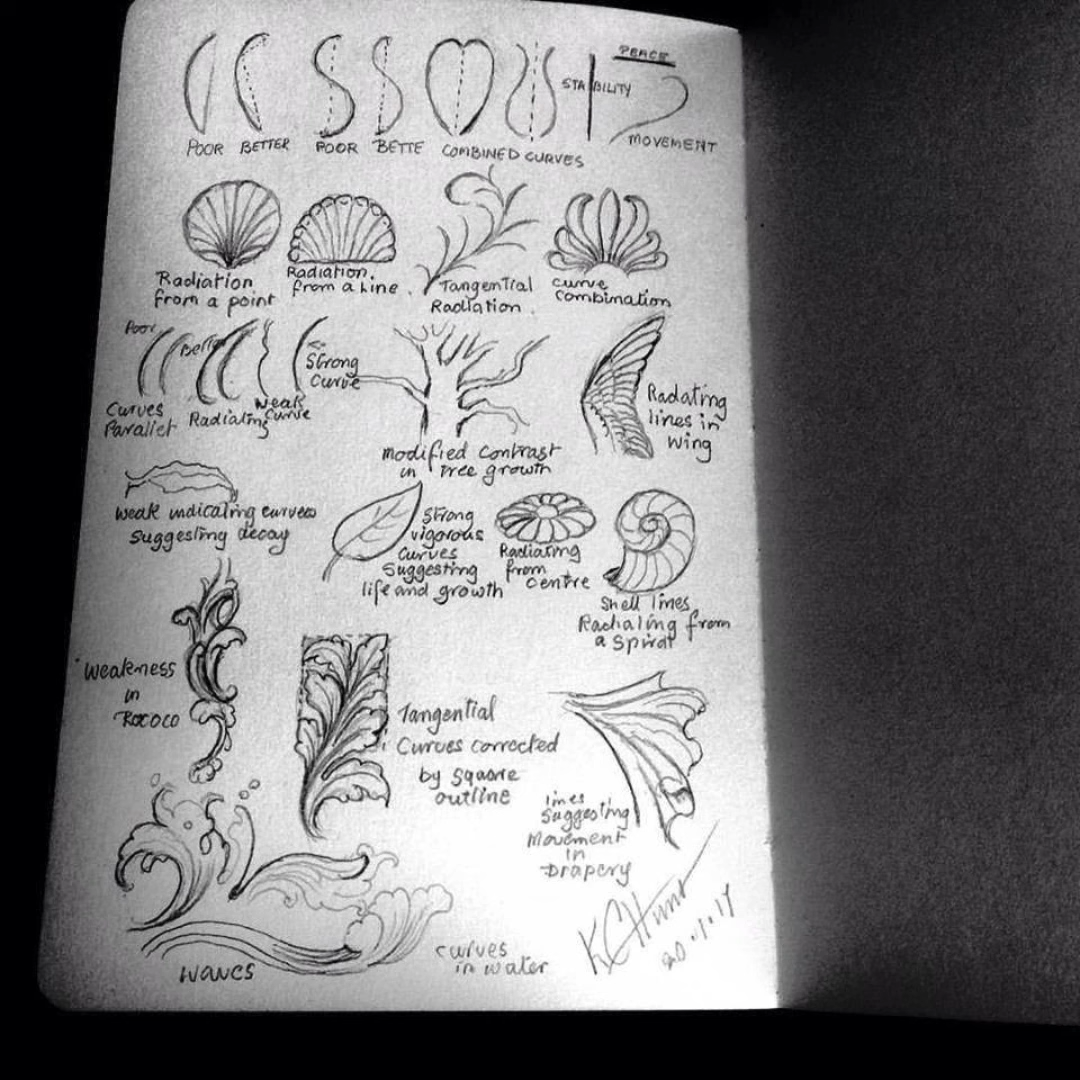 PEACE
STABILITY
POOR BETTER POOR BETTE COMBINED CURVES MOVEMENT
Radiation
from a point
Radiation
from a Line.
Tangential
Radiation.
curve
Combination
Poor
Better
Strong
Curve
Curves
Parallel
Radiating
Weak
Curve
modified Contrast
in Tree growth
Radating
lines in
Wing
Weak indicating curves
Suggesting decay
Strong
vigorous
Curves
Suggesting
life and growth
Radiating
from
Centre
Shell lines
Radiating from
a Spiral
Weakness
in
Rococo
Tangential
Curves corrected
by Square
outline
lines
Suggesting
Movement
in
Drapery
waves
curves
in water